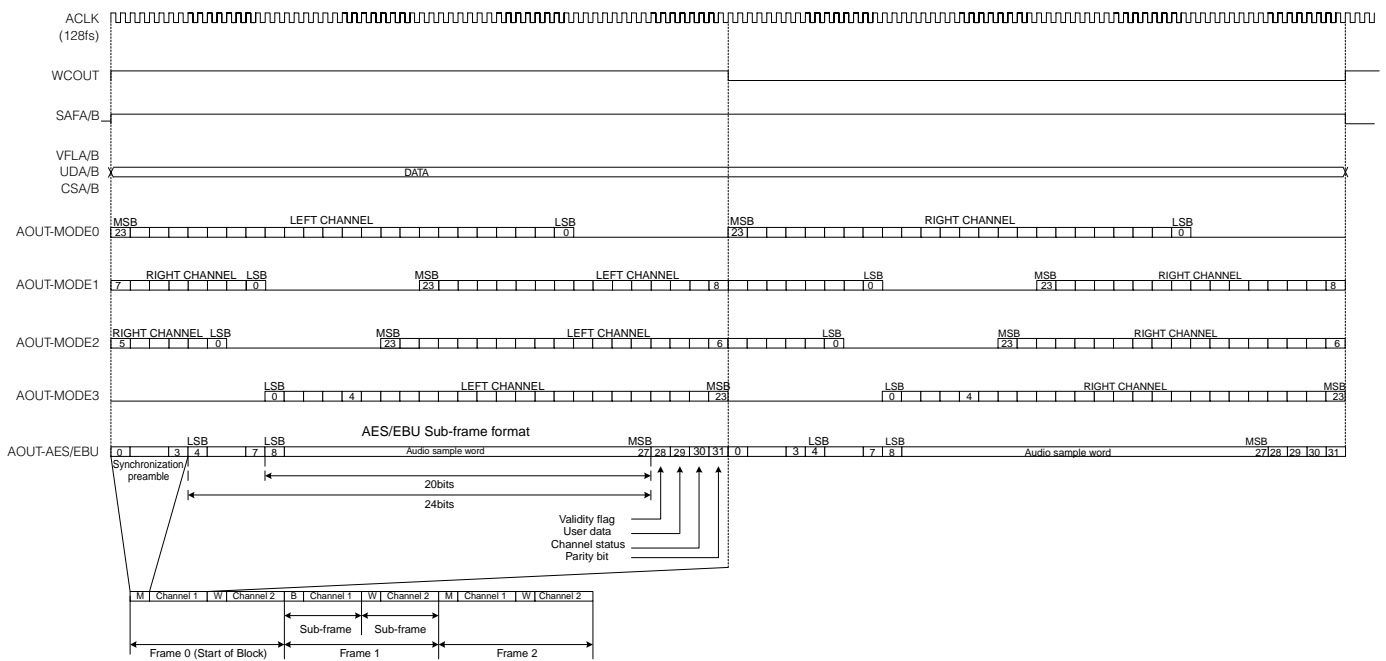 ACLK
(128fs)
WCOUT
SAFA/B
VFLA/B
UDA/B
CSA/B
DATA
AOUT-MODE0
MSB LEFT CHANNEL LSB MSB RIGHT CHANNEL LSB
23 0 23 0
AOUT-MODE1
RIGHT CHANNEL LSB MSB LEFT CHANNEL LSB MSB RIGHT CHANNEL
7 0 23 8 0 23 8
AOUT-MODE2
RIGHT CHANNEL LSB MSB LEFT CHANNEL LSB MSB RIGHT CHANNEL
5 0 23 6 0 23 6
AOUT-MODE3
LSB LEFT CHANNEL MSB LSB RIGHT CHANNEL MSB
0 4 23 0 4 23
AES/EBU Sub-frame format
AOUT-AES/EBU
LSB LSB MSB LSB LSB MSB
0 3 4 7 8 Audio sample word 27 28 29 30 31 0 3 4 7 8 Audio sample word 27 28 29 30 31
Synchronization
preamble
20bits
24bits
Validity flag
User data
Channel status
Parity bit
M Channel 1 W Channel 2 B Channel 1 W Channel 2 M Channel 1 W Channel 2
Sub-frame Sub-frame
Frame 0 (Start of Block) Frame 1 Frame 2